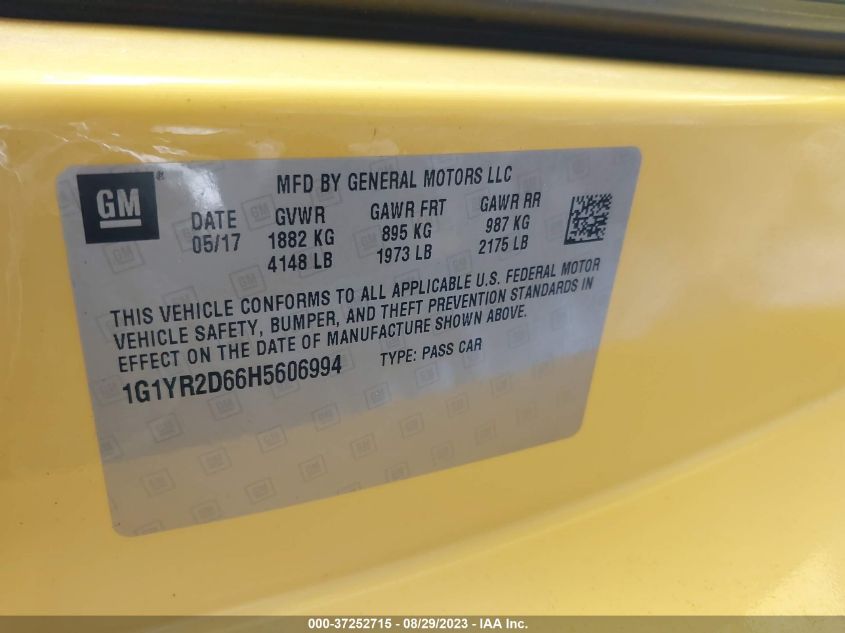 GM ®
MFD BY GENERAL MOTORS LLC
DATE GVWR GAWR FRT GAWR RR
05/17 1882 KG 895 KG 987 KG
4148 LB 1973 LB 2175 LB
THIS VEHICLE CONFORMS TO ALL APPLICABLE U.S. FEDERAL MOTOR
VEHICLE SAFETY, BUMPER, AND THEFT PREVENTION STANDARDS IN
EFFECT ON THE DATE OF MANUFACTURE SHOWN ABOVE.
1G1YR2D66H5606994 TYPE: PASS CAR
000-37252715 - 08/29/2023 - IAA Inc.